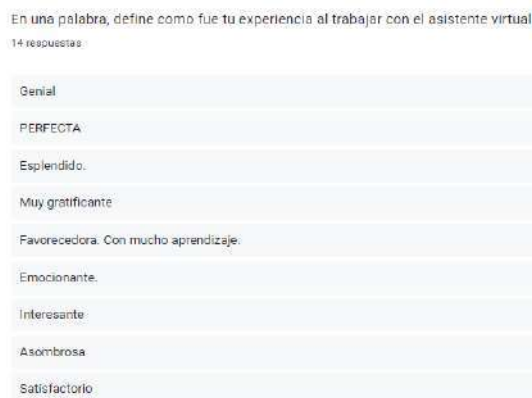 En una palabra, define como fue tu experiencia al trabajar con el asistente virtual
14 respuestas
Genial
PERFECTA
Esplendido.
Muy gratificante
Favorecedora. Con mucho aprendizaje.
Emocionante.
Interesante
Asombrosa
Satisfactorio